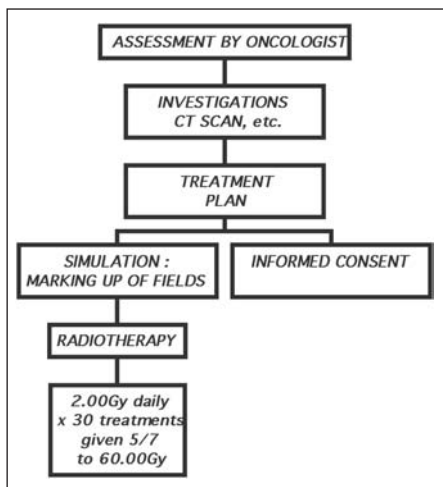 ASSESSMENT BY ONCOLOGIST
INVESTIGATIONS
CT SCAN, etc.
TREATMENT
PLAN
SIMULATION :
MARKING UP OF FIELDS
INFORMED CONSENT
RADIOTHERAPY
2.00Gy daily
x 30 treatments
given 5/7
to 60.00Gy